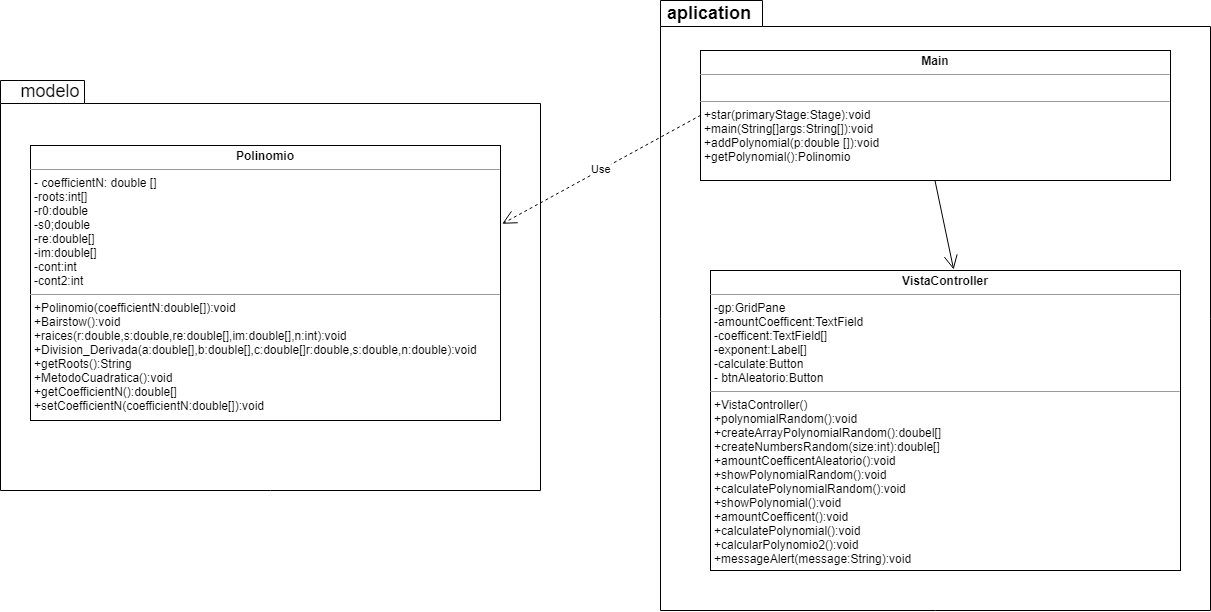 modelo
Polinomio
- coefficientN: double []
-roots:int[]
-r0:double
-s0;double
-re:double[]
-im:double[]
-cont:int
-cont2:int
+Polinomio(coefficientN:double[]):void
+Bairstow():void
+raices(r:double,s:double,re:double[],im:double[],n:int):void
+Division_Derivada(a:double[],b:double[],c:double[]r:double,s:double,n:double):void
+getRoots():String
+MetodoCuadratica():void
+getCoefficientN():double[]
+setCoefficientN(coefficientN:double[]):void
Use
aplication
Main
+star(primaryStage:Stage):void
+main(String[]args:String[]):void
+addPolynomial(p:double []):void
+getPolynomial():Polinomio
VistaController
-gp:GridPane
-amountCoefficent:TextField
-coefficent:TextField[]
-exponent:Label[]
-calculate:Button
- btnAleatorio:Button
+VistaController()
+polynomialRandom():void
+createArrayPolynomialRandom():doubel[]
+createNumbersRandom(size:int):double[]
+amountCoefficentAleatorio():void
+showPolynomialRandom():void
+calculatePolynomialRandom():void
+showPolynomial():void
+amountCoefficent():void
+calculatePolynomial():void
+calcularPolynomio2():void
+messageAlert(message:String):void